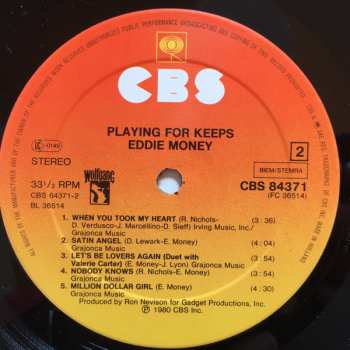 CBS
PLAYING FOR KEEPS
EDDIE MONEY
STEREO
33⅓ RPM
CBS 84371-2
BL 36514
wolfgang
2
BIEM/STEMRA
CBS 84371
(FC 36514)
1. WHEN YOU TOOK MY HEART (R. Nichols-
D. Verdusco-J. Marcellino-D. Sieff) Irving Music, Inc./
Grajonca Music (3:36)
2. SATIN ANGEL (D. Lewark-E. Money)
Grajonca Music (4:04)
3. LET'S BE LOVERS AGAIN (Duet with
Valerie Carter) (E. Money-J. Lyon) Grajonca Music (3:54)
4. NOBODY KNOWS (R. Nichols-E. Money)
Grajonca Music (3:54)
5. MILLION DOLLAR GIRL (E. Money)
Grajonca Music (4:30)
Produced by Ron Nevison for Gadget Productions, Inc.
℗ 1980 CBS Inc.